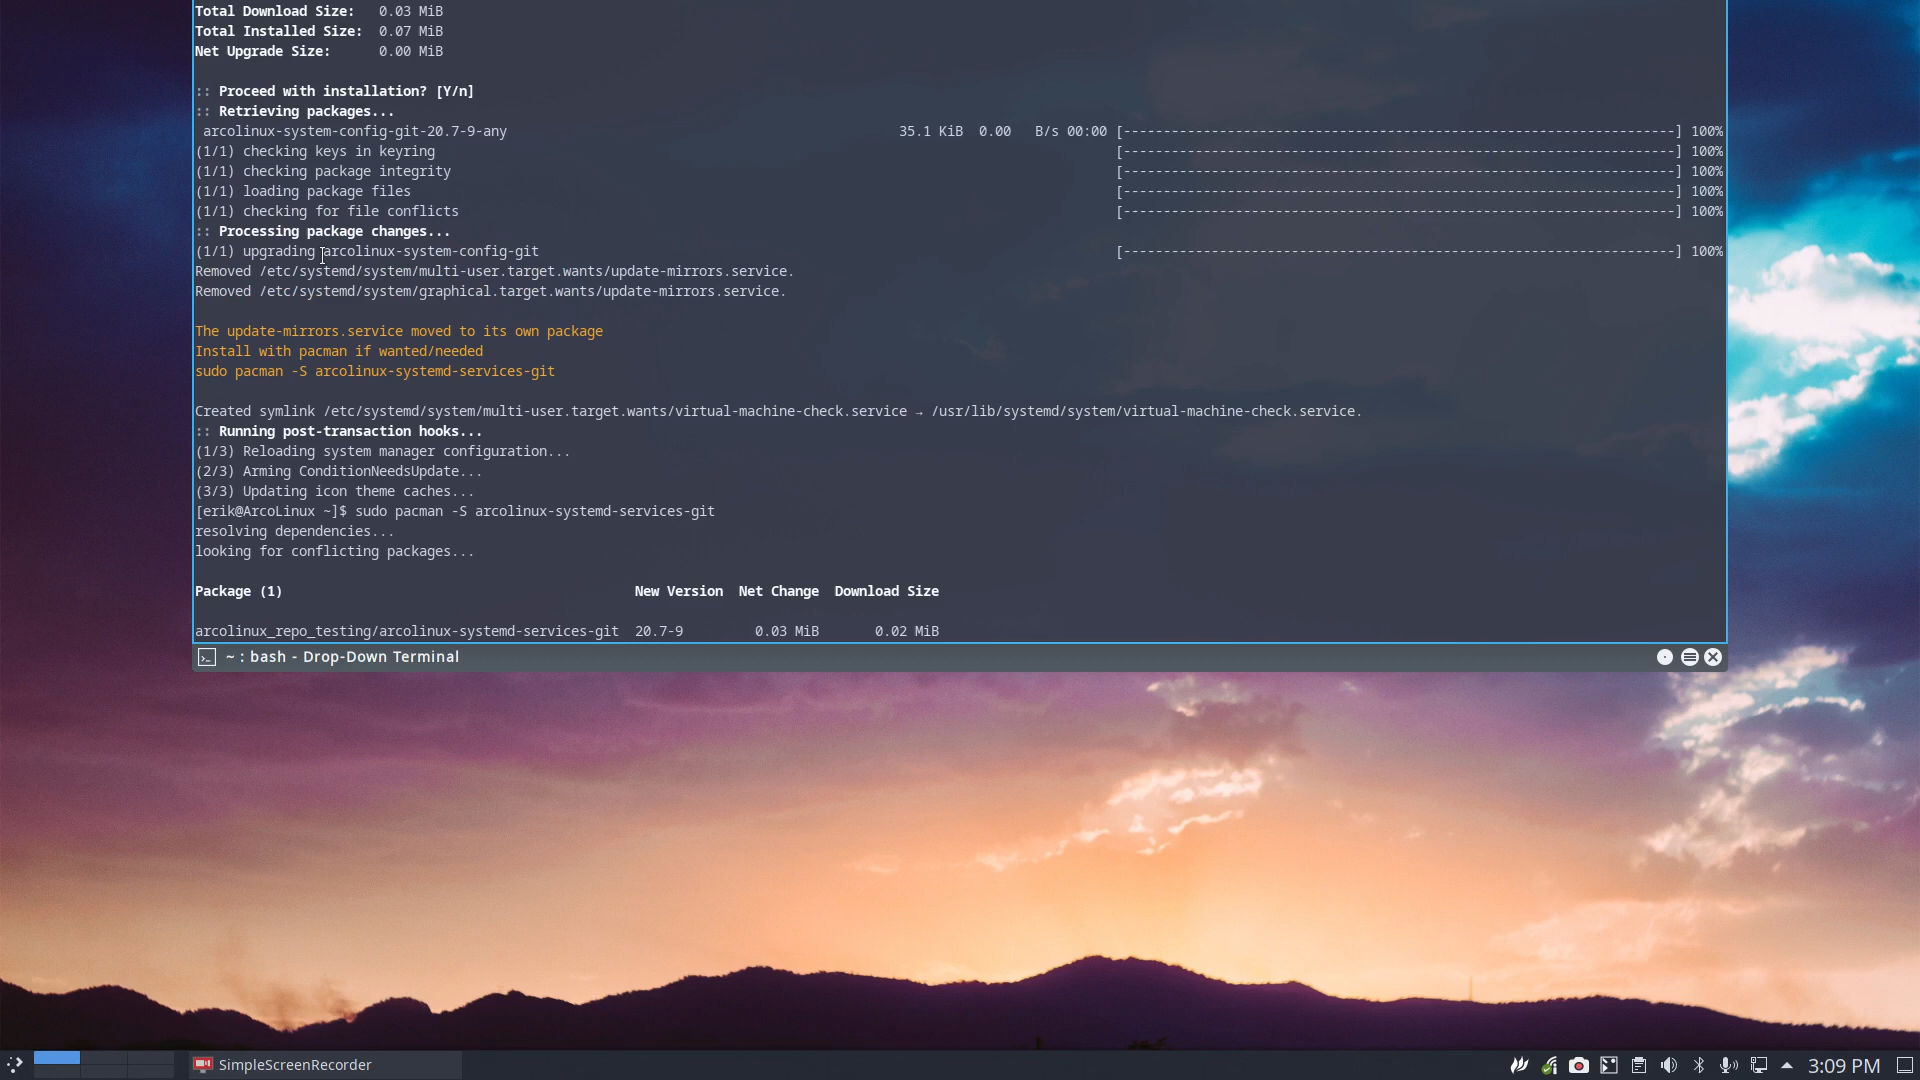 Total Download Size:   0.03 MiB
Total Installed Size:  0.07 MiB
Net Upgrade Size:      0.00 MiB
:: Proceed with installation? [Y/n]
:: Retrieving packages...
arcolinux-system-config-git-20.7-9-any 35.1 KiB  0.00   B/s 00:00 [---------------------------------------------------------------------] 100%
(1/1) checking keys in keyring [---------------------------------------------------------------------] 100%
(1/1) checking package integrity [---------------------------------------------------------------------] 100%
(1/1) loading package files [---------------------------------------------------------------------] 100%
(1/1) checking for file conflicts [---------------------------------------------------------------------] 100%
:: Processing package changes...
(1/1) upgrading arcolinux-system-config-git [---------------------------------------------------------------------] 100%
Removed /etc/systemd/system/multi-user.target.wants/update-mirrors.service.
Removed /etc/systemd/system/graphical.target.wants/update-mirrors.service.
The update-mirrors.service moved to its own package
Install with pacman if wanted/needed
sudo pacman -S arcolinux-systemd-services-git
Created symlink /etc/systemd/system/multi-user.target.wants/virtual-machine-check.service → /usr/lib/systemd/system/virtual-machine-check.service.
:: Running post-transaction hooks...
(1/3) Reloading system manager configuration...
(2/3) Arming ConditionNeedsUpdate...
(3/3) Updating icon theme caches...
[erik@ArcoLinux ~]$ sudo pacman -S arcolinux-systemd-services-git
resolving dependencies...
looking for conflicting packages...
Package (1)  New Version  Net Change  Download Size
arcolinux_repo_testing/arcolinux-systemd-services-git  20.7-9  0.03 MiB  0.02 MiB
~ : bash - Drop-Down Terminal
SimpleScreenRecorder
3:09 PM